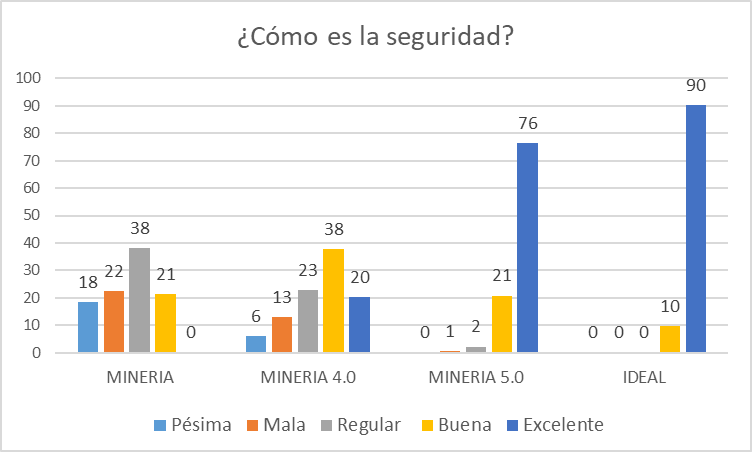 ¿Cómo es la seguridad?
100
90
80
70
60
50
40
30
20
10
0
18 22 38 21 0
6 13 23 38 20
0 1 2 21 76
0 0 0 10 90
MINERIA MINERIA 4.0 MINERIA 5.0 IDEAL
Pésima Mala Regular Buena Excelente